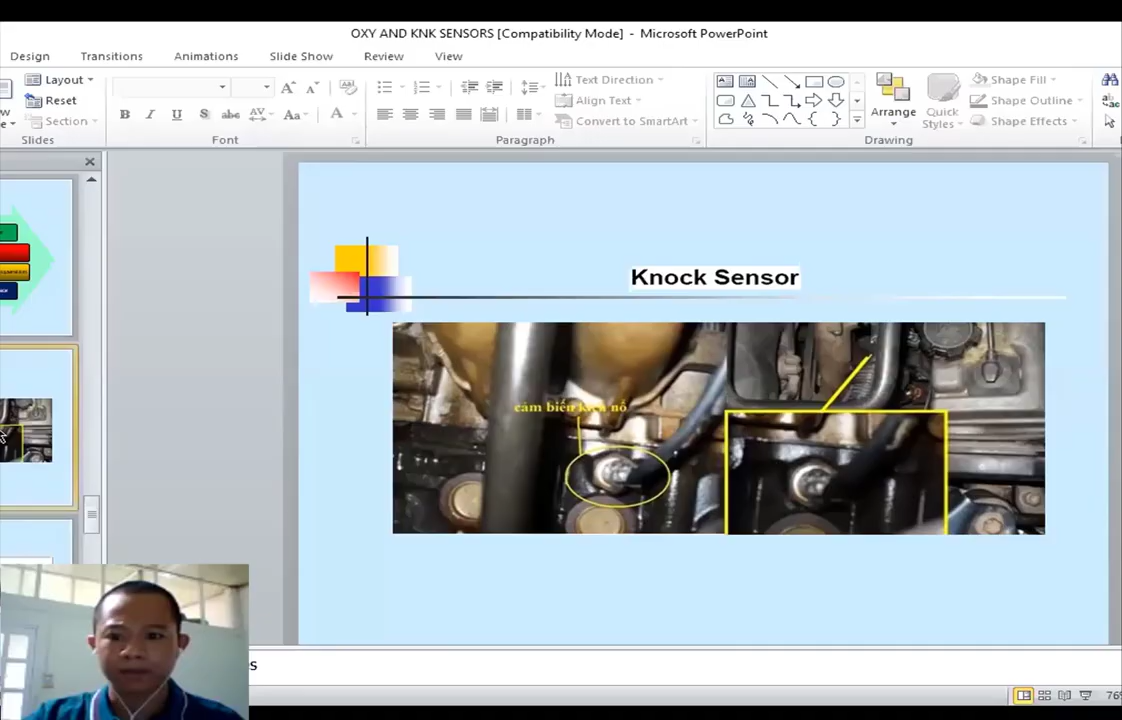 OXY AND KNK SENSORS [Compatibility Mode] - Microsoft PowerPoint
Design Transitions Animations Slide Show Review View
Layout
Reset
Section
Slides
Font
Text Direction
Align Text
Convert to SmartArt
Paragraph
Arrange
Quick Styles
Shape Fill
Shape Outline
Shape Effects
Drawing
Knock Sensor
cảm biến kích nổ
76%